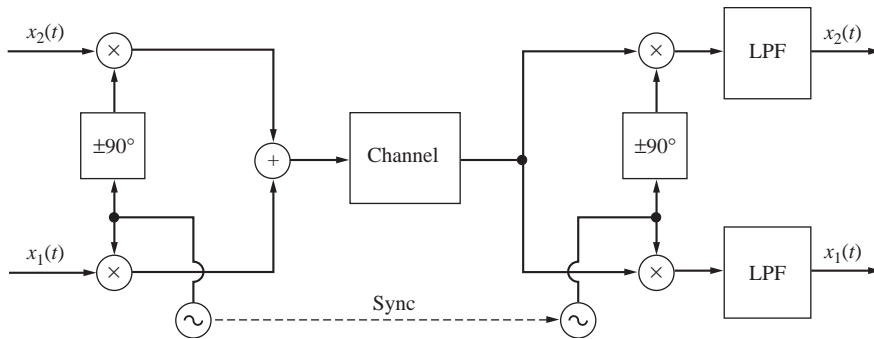 x₂(t)
×
×
LPF
x₂(t)
±90°
+
Channel
±90°
x₁(t)
×
×
LPF
x₁(t)
Sync